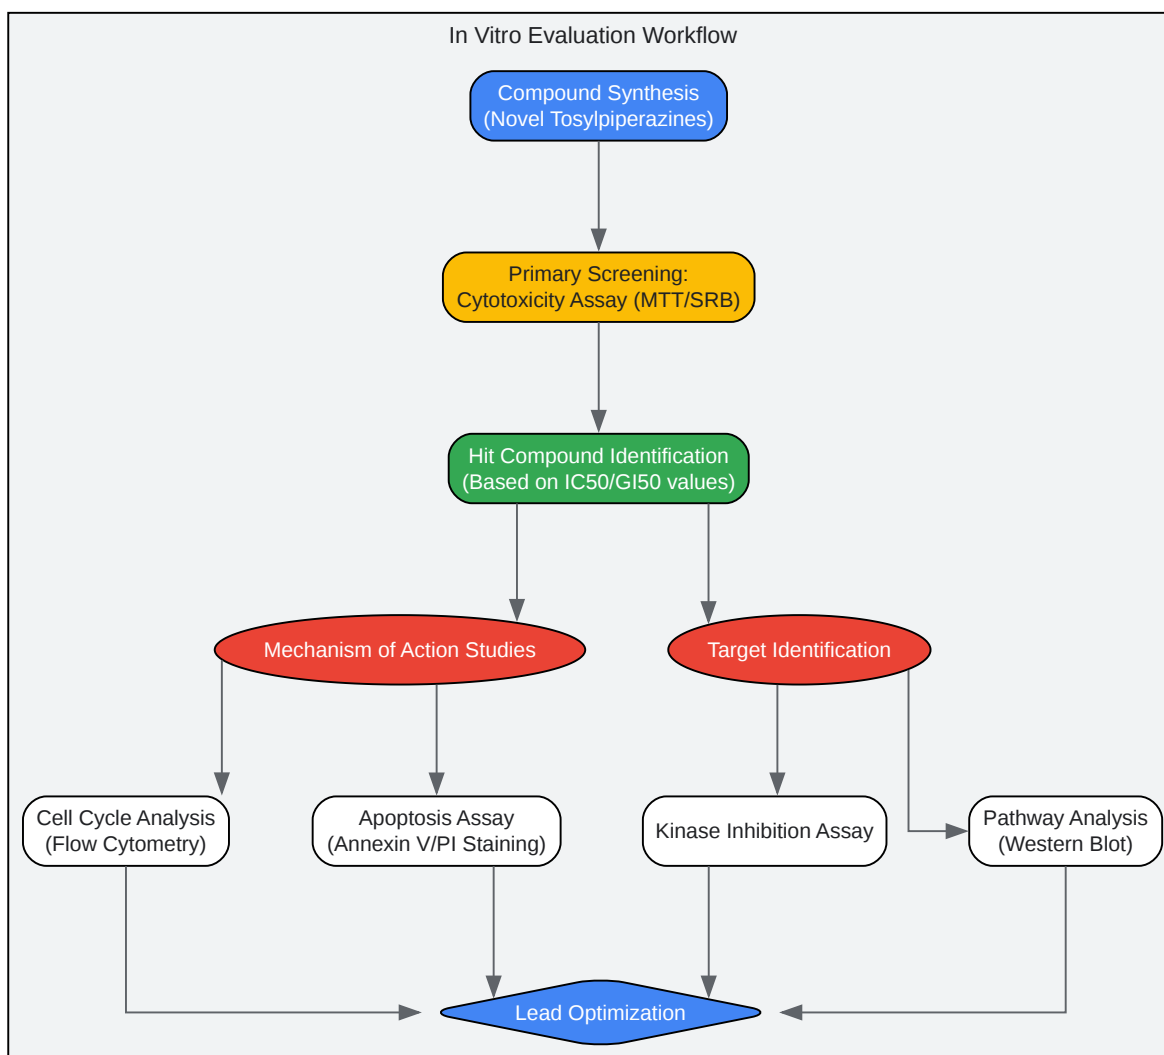 In Vitro Evaluation Workflow
Compound Synthesis
(Novel Tosylpiperazines)
Primary Screening:
Cytotoxicity Assay (MTT/SRB)
Hit Compound Identification
(Based on IC50/GI50 values)
Mechanism of Action Studies
Target Identification
Cell Cycle Analysis
(Flow Cytometry)
Apoptosis Assay
(Annexin V/PI Staining)
Kinase Inhibition Assay
Pathway Analysis
(Western Blot)
Lead Optimization